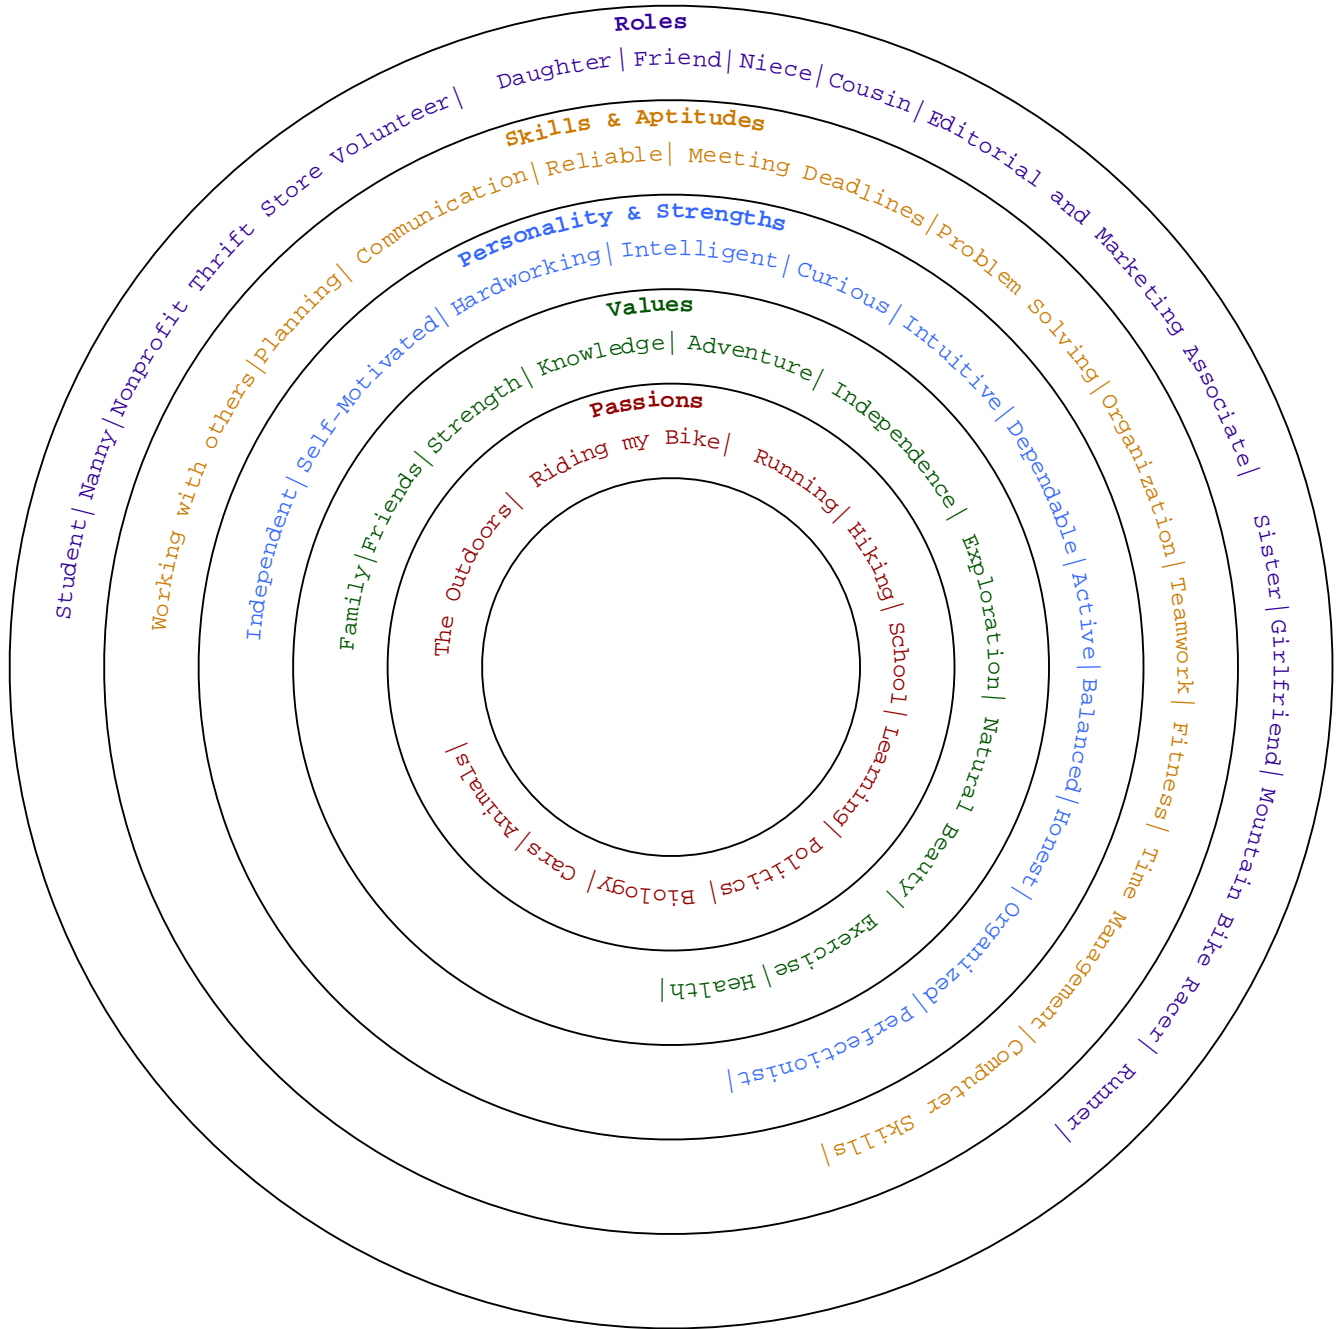 Roles
Student|Nanny|Nonprofit Thrift Store Volunteer| Daughter|Friend|Niece|Cousin|Editorial and Marketing Associate| Sister|Girlfriend|Mountain Bike Racer| Runner|
Skills & Aptitudes
Working with others|Planning| Communication|Reliable| Meeting Deadlines|Problem Solving|Organization|Teamwork| Fitness| Time Management|Computer Skills|
Personality & Strengths
Independent|Self-Motivated|Hardworking|Intelligent|Curious|Intuitive|Dependable|Active|Balanced|Honest|Organized|Perfectionist|
Values
Family|Friends|Strength|Knowledge| Adventure| Independence| Exploration| Natural Beauty| Exercise|Health|
Passions
The Outdoors| Riding my Bike| Running|Hiking|School|Learning|Politics| Biology| Cars|Animals|